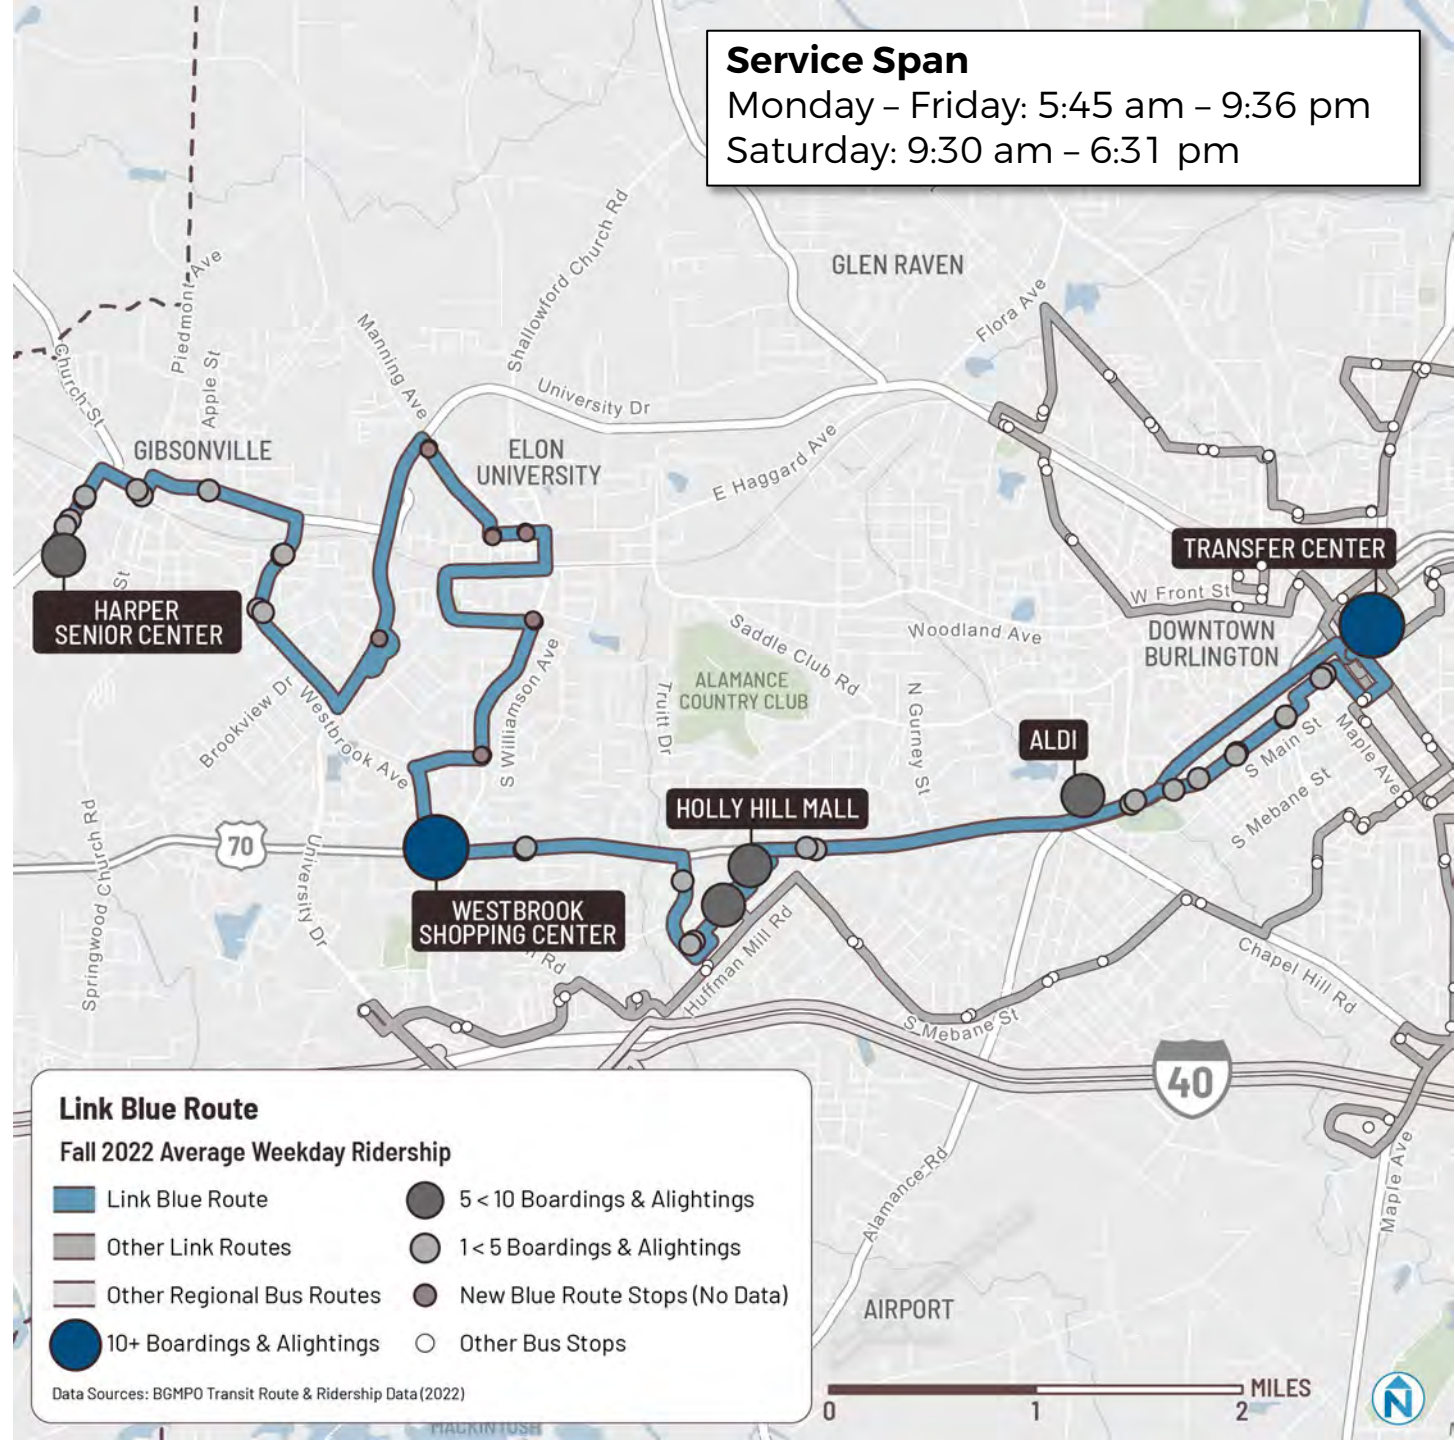 Service Span
Monday – Friday: 5:45 am – 9:36 pm
Saturday: 9:30 am – 6:31 pm
GLEN RAVEN
Shallowford Church Rd
Piedmont Ave
Flora Ave
Manning Ave
Church St
Apple St
University Dr
E Haggard Ave
GIBSONVILLE
ELON
UNIVERSITY
TRANSFER CENTER
St
W Front St
HARPER
SENIOR CENTER
DOWNTOWN
BURLINGTON
Woodland Ave
Saddle Club Rd
ALAMANCE
COUNTRY CLUB
Truitt Dr
N Gurney St
S Williamson Ave
Brookview Dr
Westbrook Ave
ALDI
S Main St
Maple Ave
S Mebane St
HOLLY HILL MALL
Springwood Church Rd
70
University Dr
WESTBROOK
SHOPPING CENTER
Rd
Huffman Mill Rd
Chapel Hill Rd
S Mebane St
40
Alamance Rd
Maple Ave
AIRPORT
Link Blue Route
Fall 2022 Average Weekday Ridership
Link Blue Route
Other Link Routes
Other Regional Bus Routes
10+ Boardings & Alightings
5 < 10 Boardings & Alightings
1 < 5 Boardings & Alightings
New Blue Route Stops (No Data)
Other Bus Stops
Data Sources: BGMPO Transit Route & Ridership Data (2022)
MACKINTOSH
MILES
0 1 2
N